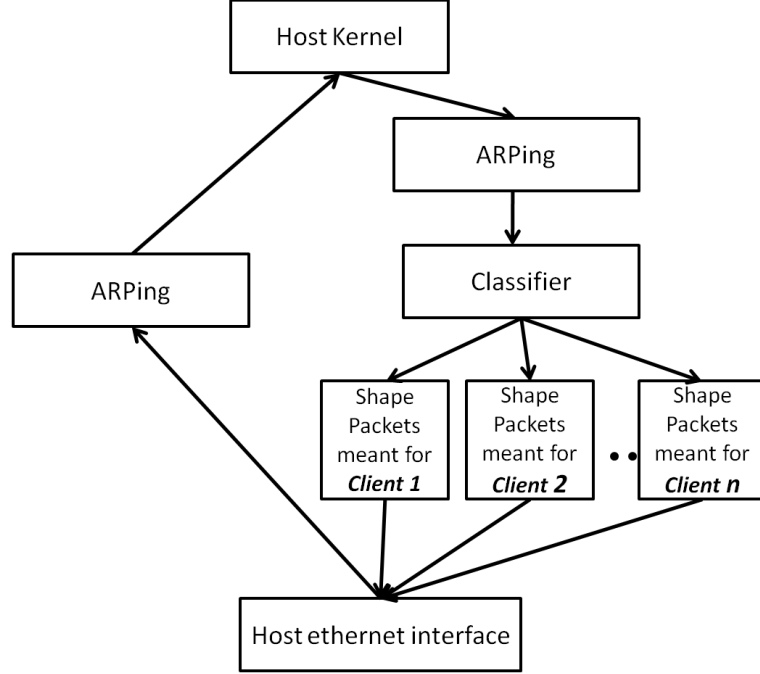 Host Kernel
ARPing
ARPing
Classifier
Shape
Packets
meant for
Client 1
Shape
Packets
meant for
Client 2
Shape
Packets
meant for
Client n
Host ethernet interface